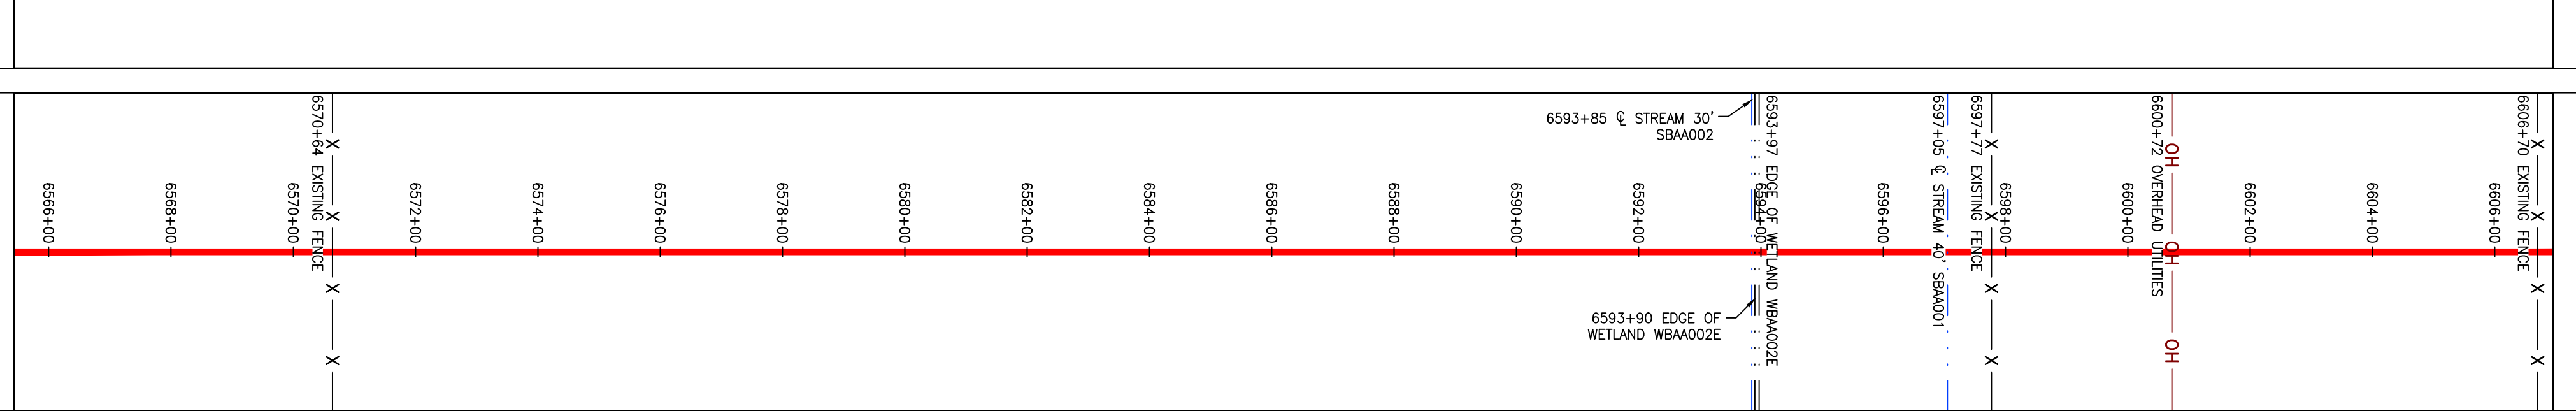 6566+00
6568+00
6570+00
6570+64 EXISTING FENCE
X
X
X
X
6572+00
6574+00
6576+00
6578+00
6580+00
6582+00
6584+00
6586+00
6588+00
6590+00
6592+00
6593+85 ℄ STREAM 30'
SBAA002
6593+90 EDGE OF
WETLAND WBAA002E
6594+00
6593+97 EDGE OF WETLAND WBAA002E
6596+00
6597+05 ℄ STREAM 40' SBAA001
6597+77 EXISTING FENCE
X
X
X
X
6598+00
6600+00
6600+72 OVERHEAD UTILITIES
OH
OH
OH
6602+00
6604+00
6606+00
6606+70 EXISTING FENCE
X
X
X
X